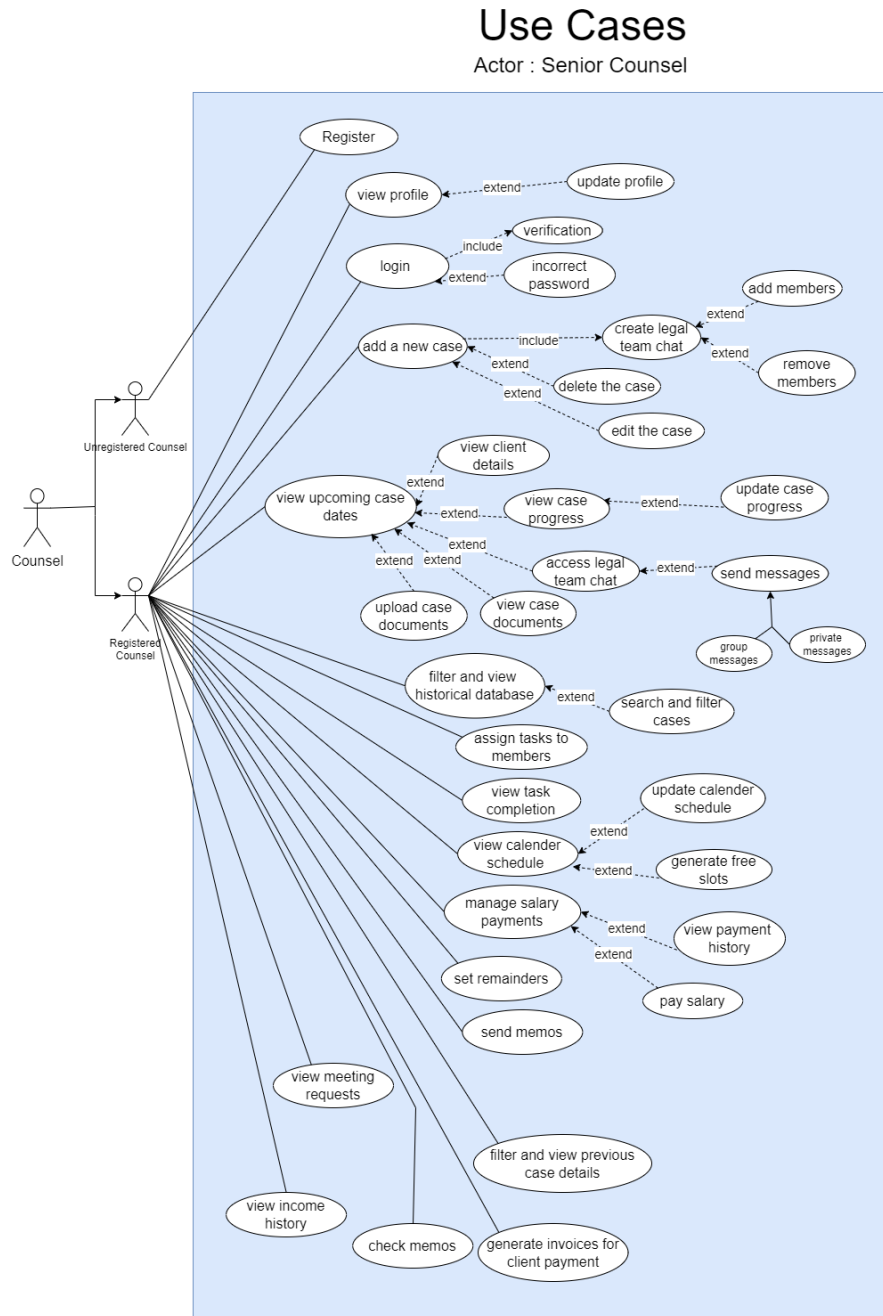 Use Cases
Actor : Senior Counsel
Register
view profile
extend
update profile
verification
include
login
extend
incorrect
password
add members
extend
add a new case
include
create legal
team chat
extend
remove
members
extend
delete the case
extend
edit the case
Unregistered Counsel
view client
details
extend
view upcoming case
dates
extend
view case
progress
extend
update case
progress
Counsel
extend
access legal
team chat
extend
send messages
extend
extend
upload case
documents
view case
documents
group
messages
private
messages
Registered
Counsel
filter and view
historical database
extend
search and filter
cases
assign tasks to
members
view task
completion
update calender
schedule
extend
view calender
schedule
extend
generate free
slots
manage salary
payments
extend
view payment
history
extend
set remainders
pay salary
send memos
view meeting
requests
filter and view previous
case details
view income
history
check memos
generate invoices for
client payment